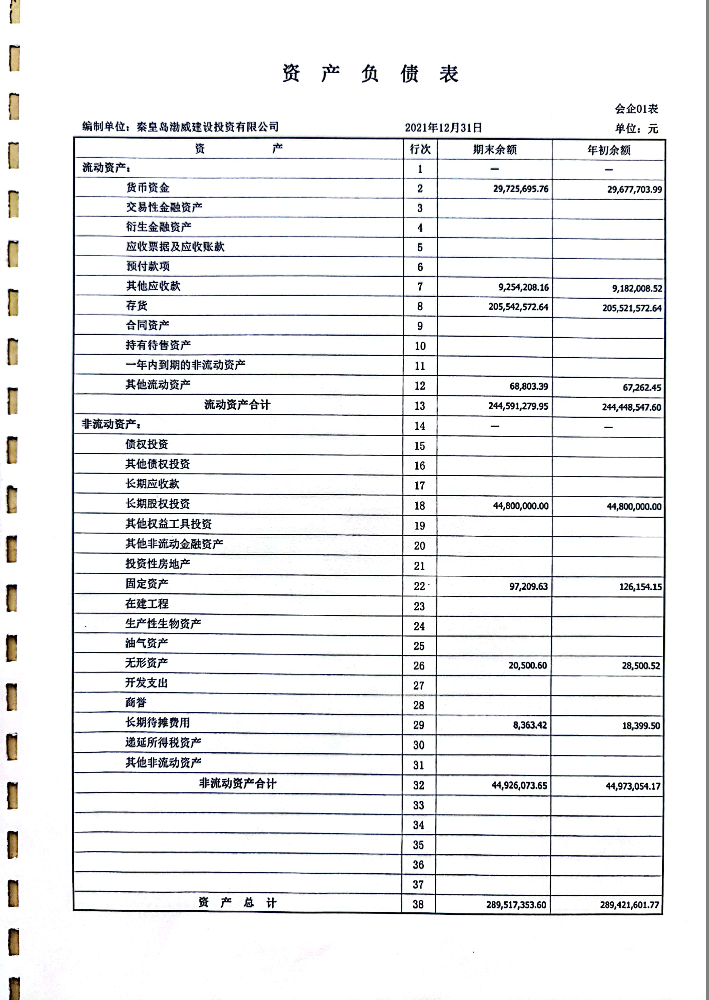 资产负债表
会企01表
编制单位：秦皇岛渤威建设投资有限公司 2021年12月31日 单位：元
资产 行次 期末余额 年初余额
流动资产： 1 — —
货币资金 2 29,725,695.76 29,677,703.99
交易性金融资产 3
衍生金融资产 4
应收票据及应收账款 5
预付款项 6
其他应收款 7 9,254,208.16 9,182,008.52
存货 8 205,542,572.64 205,521,572.64
合同资产 9
持有待售资产 10
一年内到期的非流动资产 11
其他流动资产 12 68,803.39 67,262.45
流动资产合计 13 244,591,279.95 244,448,547.60
非流动资产： 14 — —
债权投资 15
其他债权投资 16
长期应收款 17
长期股权投资 18 44,800,000.00 44,800,000.00
其他权益工具投资 19
其他非流动金融资产 20
投资性房地产 21
固定资产 22 97,209.63 126,154.15
在建工程 23
生产性生物资产 24
油气资产 25
无形资产 26 20,500.60 28,500.52
开发支出 27
商誉 28
长期待摊费用 29 8,363.42 18,399.50
递延所得税资产 30
其他非流动资产 31
非流动资产合计 32 44,926,073.65 44,973,054.17
33
34
35
36
37
资产总计 38 289,517,353.60 289,421,601.77